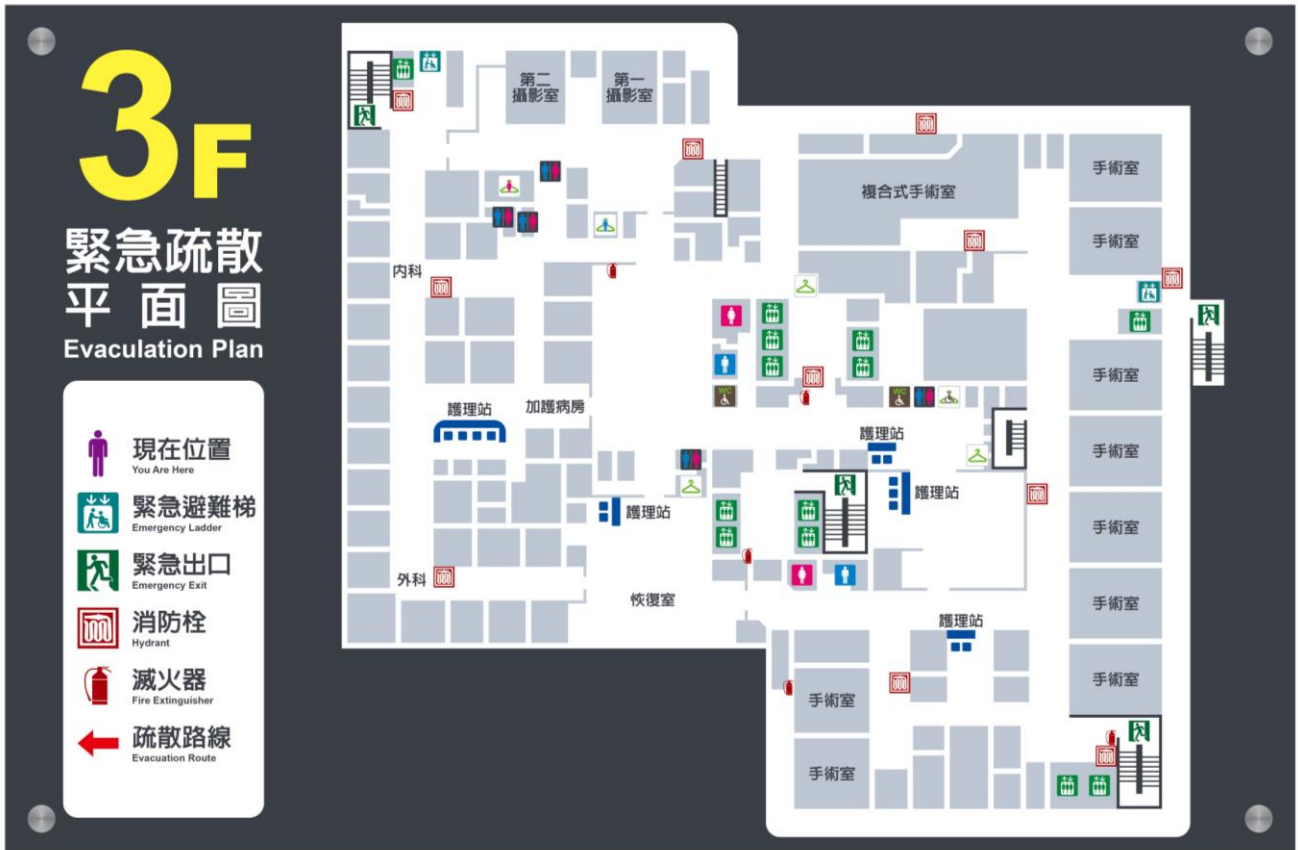 3F
緊急疏散
平面圖
Evaculation Plan
現在位置
You Are Here
緊急避難梯
Emergency Ladder
緊急出口
Emergency Exit
消防栓
Hydrant
滅火器
Fire Extinguisher
疏散路線
Evacuation Route
第二
攝影室
第一
攝影室
手術室
複合式手術室
手術室
內科
手術室
護理站
加護病房
WC
WC
護理站
手術室
護理站
護理站
手術室
外科
恢復室
手術室
護理站
手術室
手術室
手術室